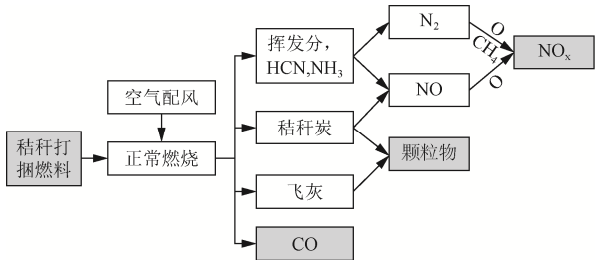 秸秆打
捆燃料
空气配风
正常燃烧
挥发分，
HCN,NH₃
秸秆炭
飞灰
CO
N₂
NO
颗粒物
O
CH₄
O
NOₓ